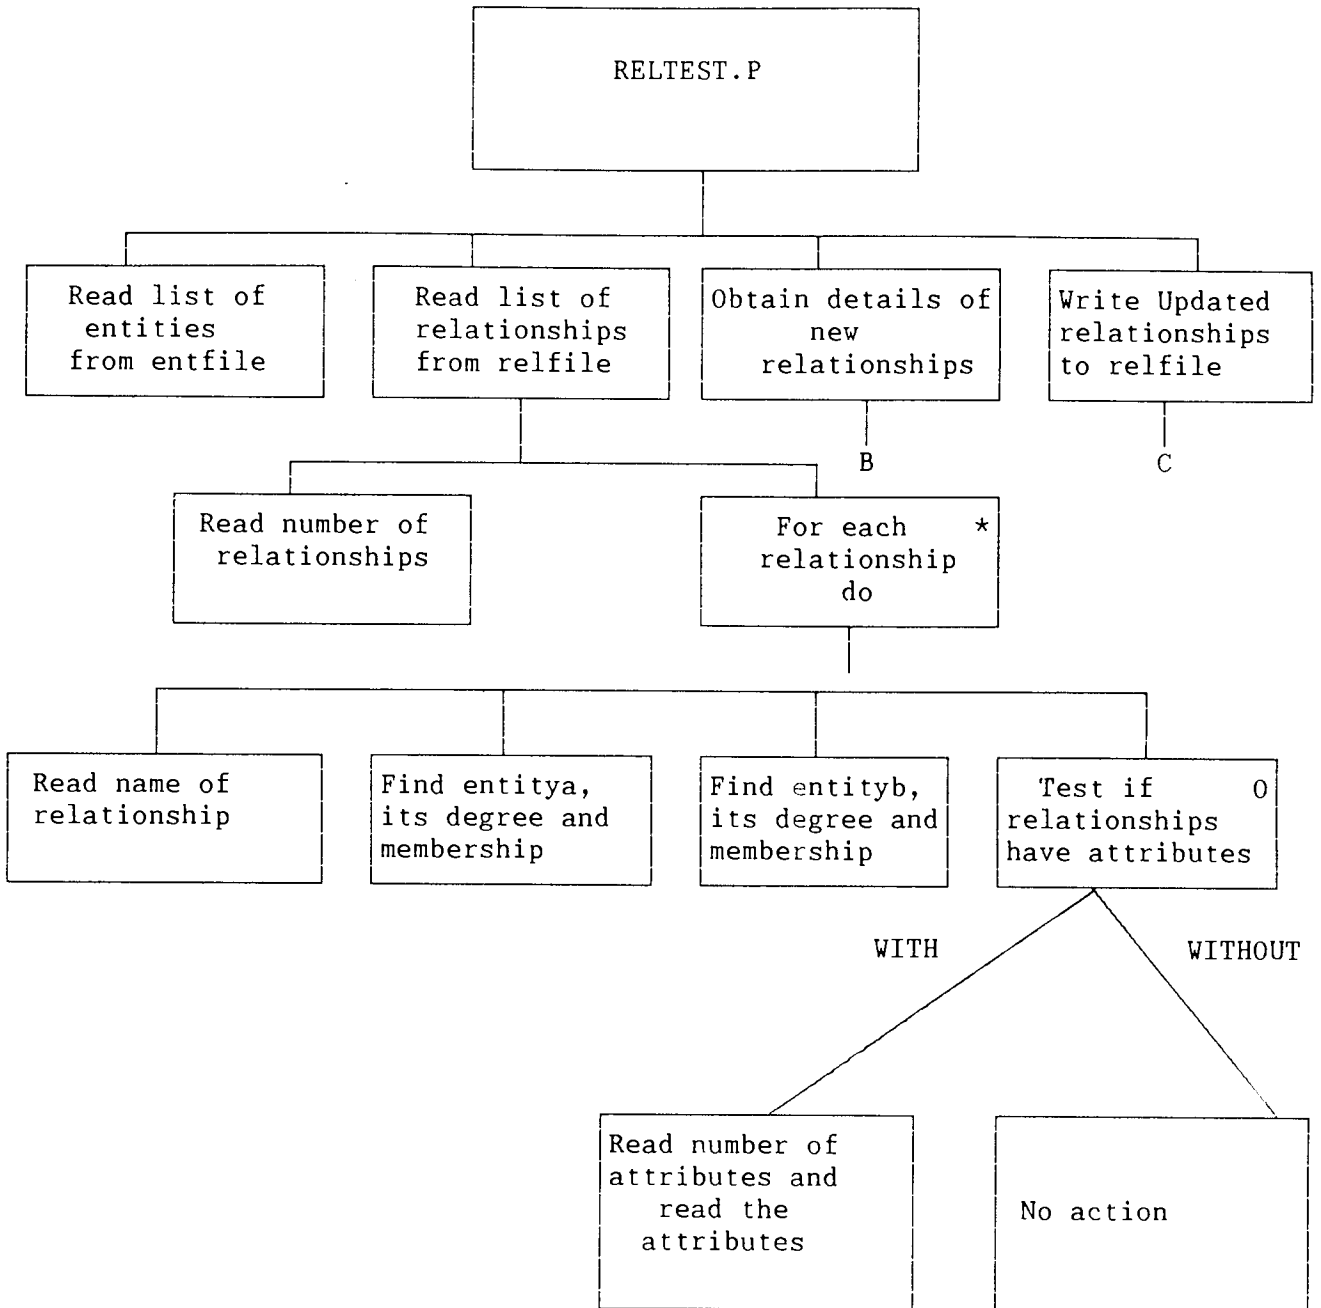 RELTEST.P
Read list of
entities
from entfile
Read list of
relationships
from relfile
Obtain details of
new
relationships
Write Updated
relationships
to relfile
B
C
Read number of
relationships
For each *
relationship
do
Read name of
relationship
Find entitya,
its degree and
membership
Find entityb,
its degree and
membership
Test if O
relationships
have attributes
WITH
WITHOUT
Read number of
attributes and
read the
attributes
No action